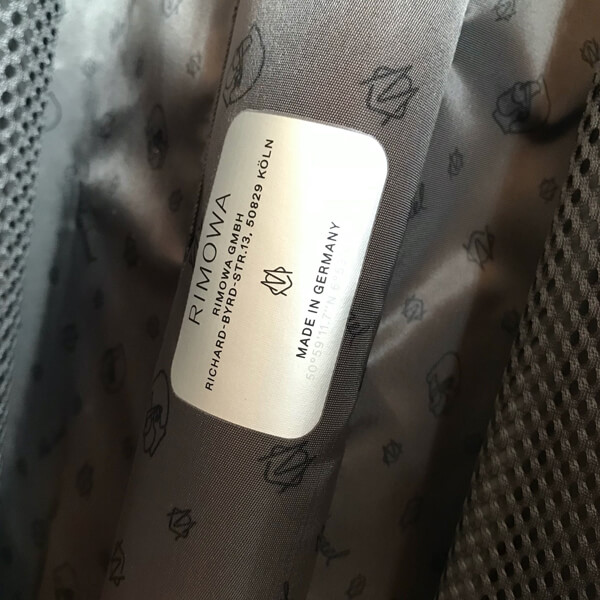 RIMOWA
RIMOWA GMBH
RICHARD-BYRD-STR.13, 50829 KÖLN
MADE IN GERMANY